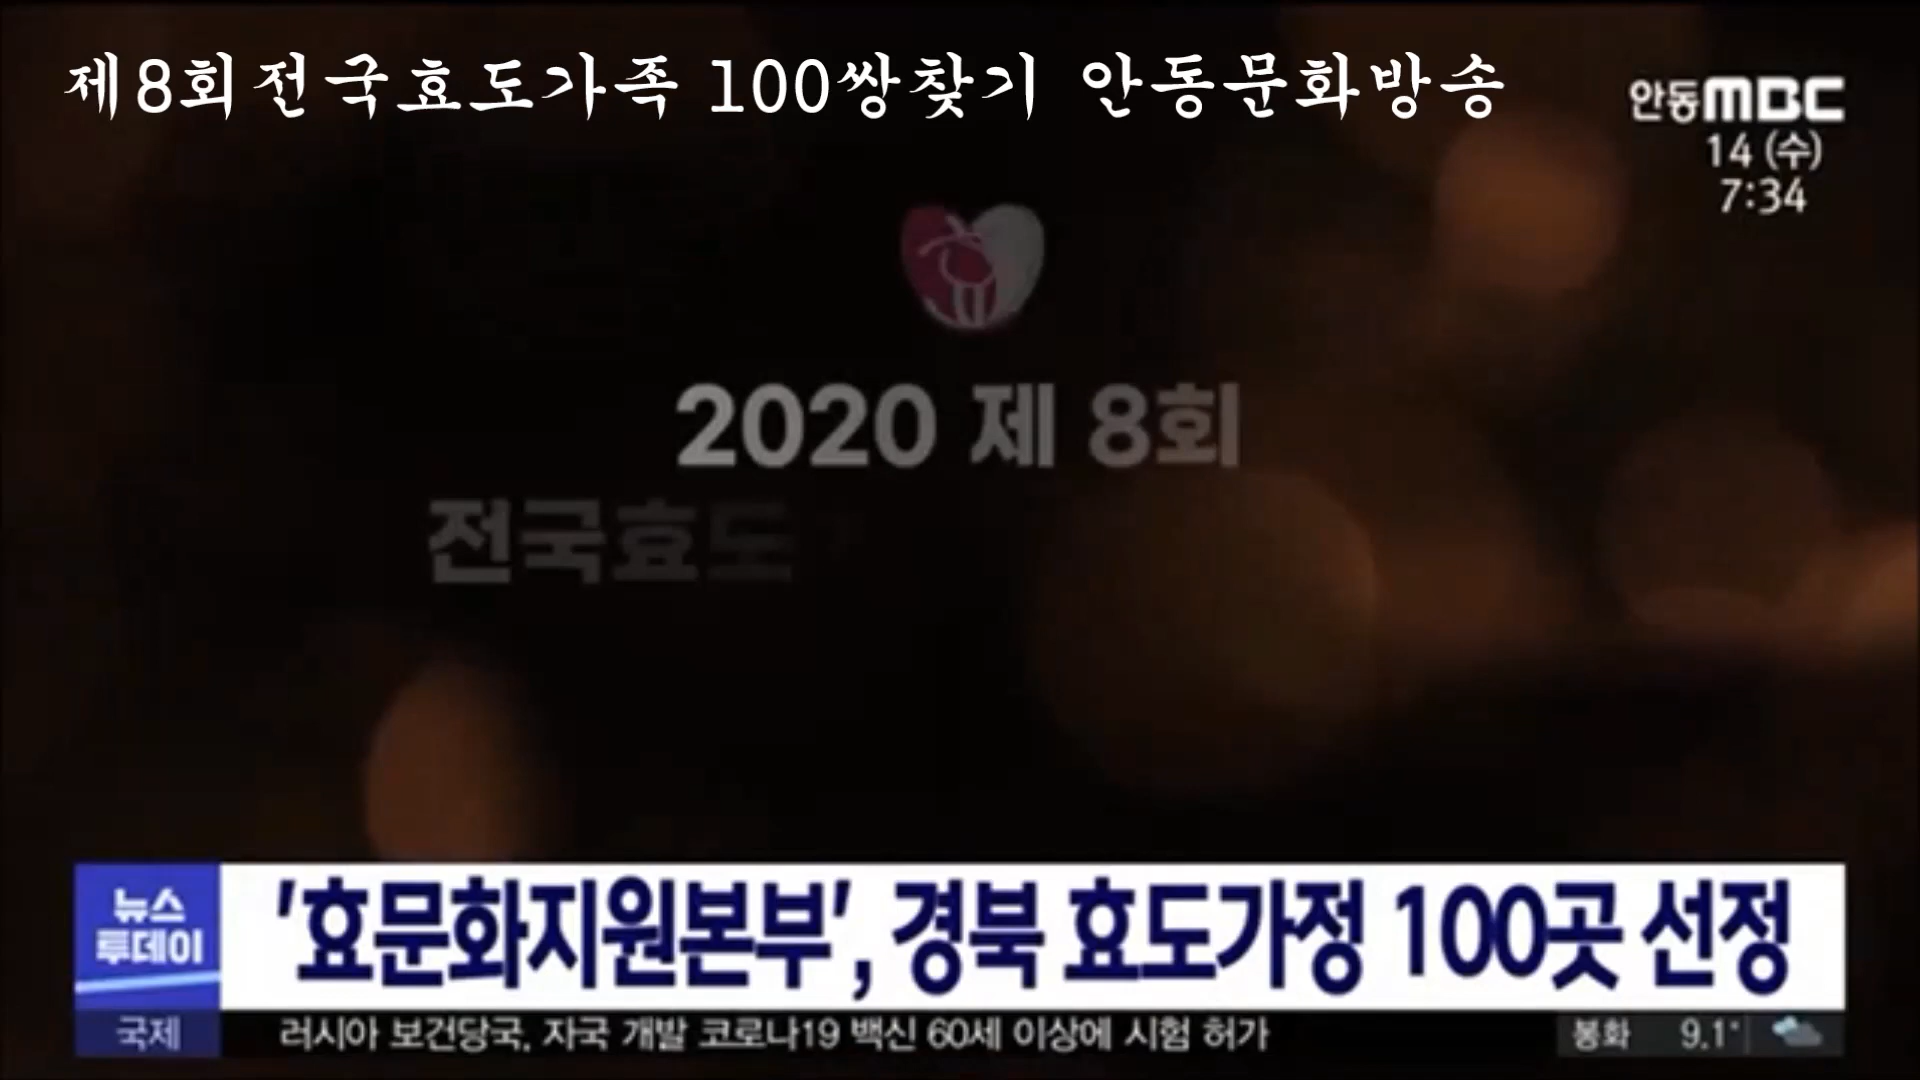 제8회전국효도가족 100쌍찾기 안동문화방송
안동MBC
14 (수)
7:34
2020 제 8회
전국효도
뉴스
투데이
'효문화지원본부', 경북 효도가정 100곳 선정
국제
러시아 보건당국, 자국 개발 코로나19 백신 60세 이상에 시험 허가
봉화 9.1°